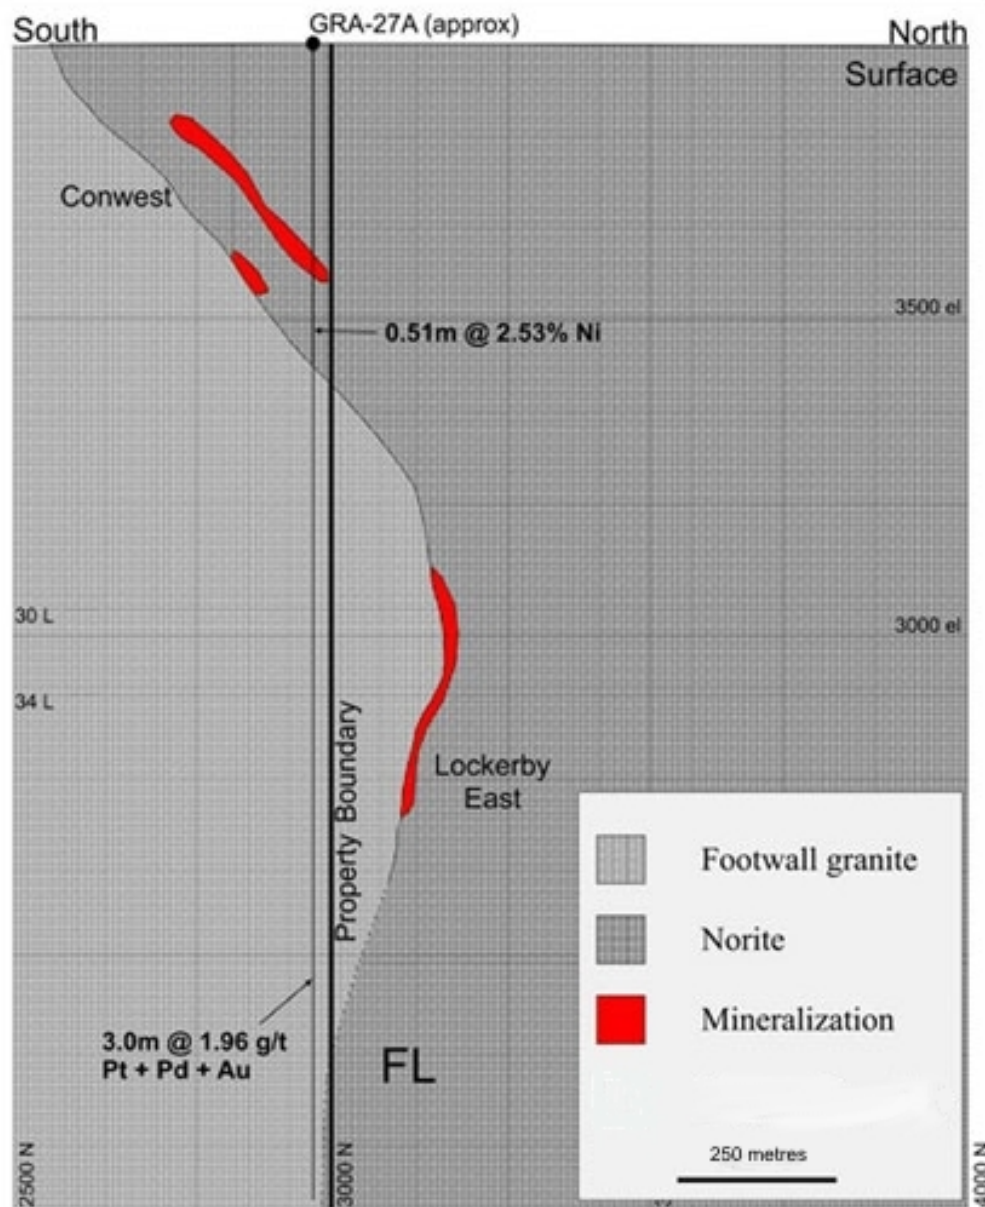 South
GRA-27A (approx)
North
Surface
Conwest
3500 el
0.51m @ 2.53% Ni
30 L
3000 el
34 L
Property Boundary
Lockerby
East
Footwall granite
Norite
Mineralization
3.0m @ 1.96 g/t
Pt + Pd + Au
FL
250 metres
2500 N
3000 N
4000 N